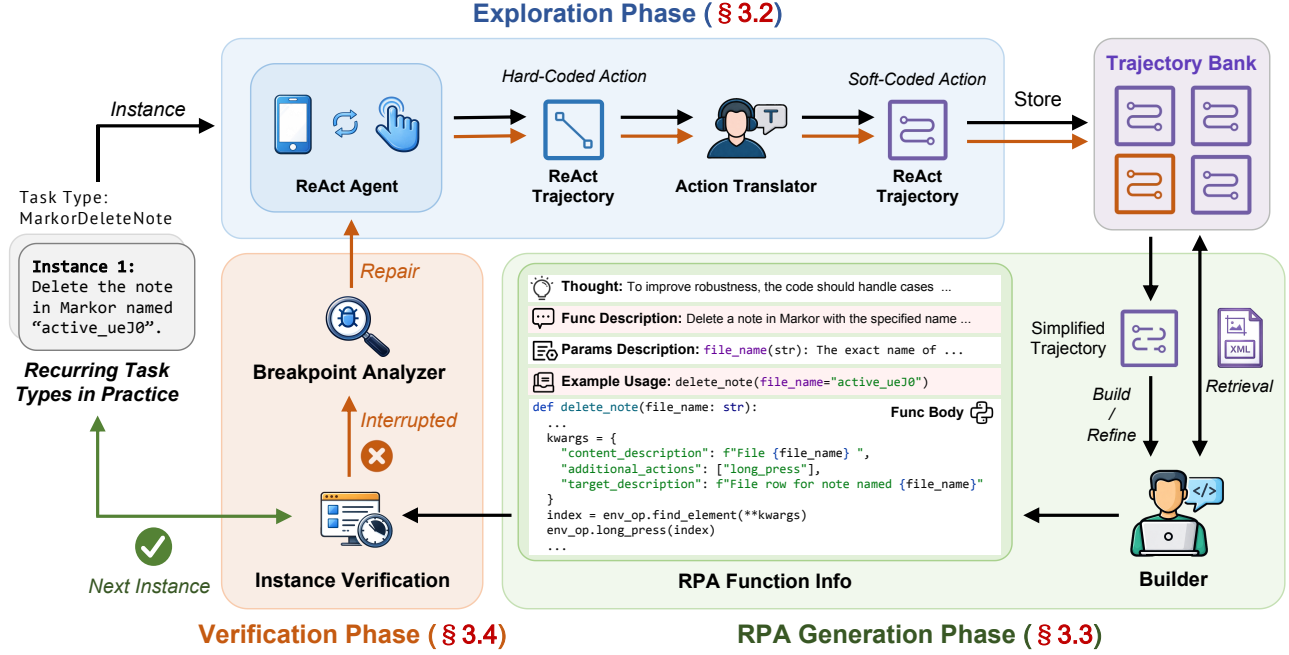 Exploration Phase ( § 3.2)
Instance
Hard-Coded Action
Soft-Coded Action
Store
Trajectory Bank
T
ReAct Agent
ReAct
Trajectory
Action Translator
ReAct
Trajectory
Task Type:
MarkorDeleteNote
Instance 1:
Delete the note
in Markor named
“active_ueJ0”.
Recurring Task
Types in Practice
Next Instance
Repair
Breakpoint Analyzer
Interrupted
Instance Verification
Verification Phase ( § 3.4)
Thought: To improve robustness, the code should handle cases ...
Func Description: Delete a note in Markor with the specified name ...
Params Description: file_name(str): The exact name of ...
Example Usage: delete_note(file_name="active_ueJ0")
def delete_note(file_name: str):
Func Body
...
kwargs = {
"content_description": f"File {file_name} ",
"additional_actions": ["long_press"],
"target_description": f"File row for note named {file_name}"
}
index = env_op.find_element(**kwargs)
env_op.long_press(index)
...
RPA Function Info
Simplified
Trajectory
XML
Retrieval
Build
/
Refine
</>
Builder
RPA Generation Phase ( § 3.3)